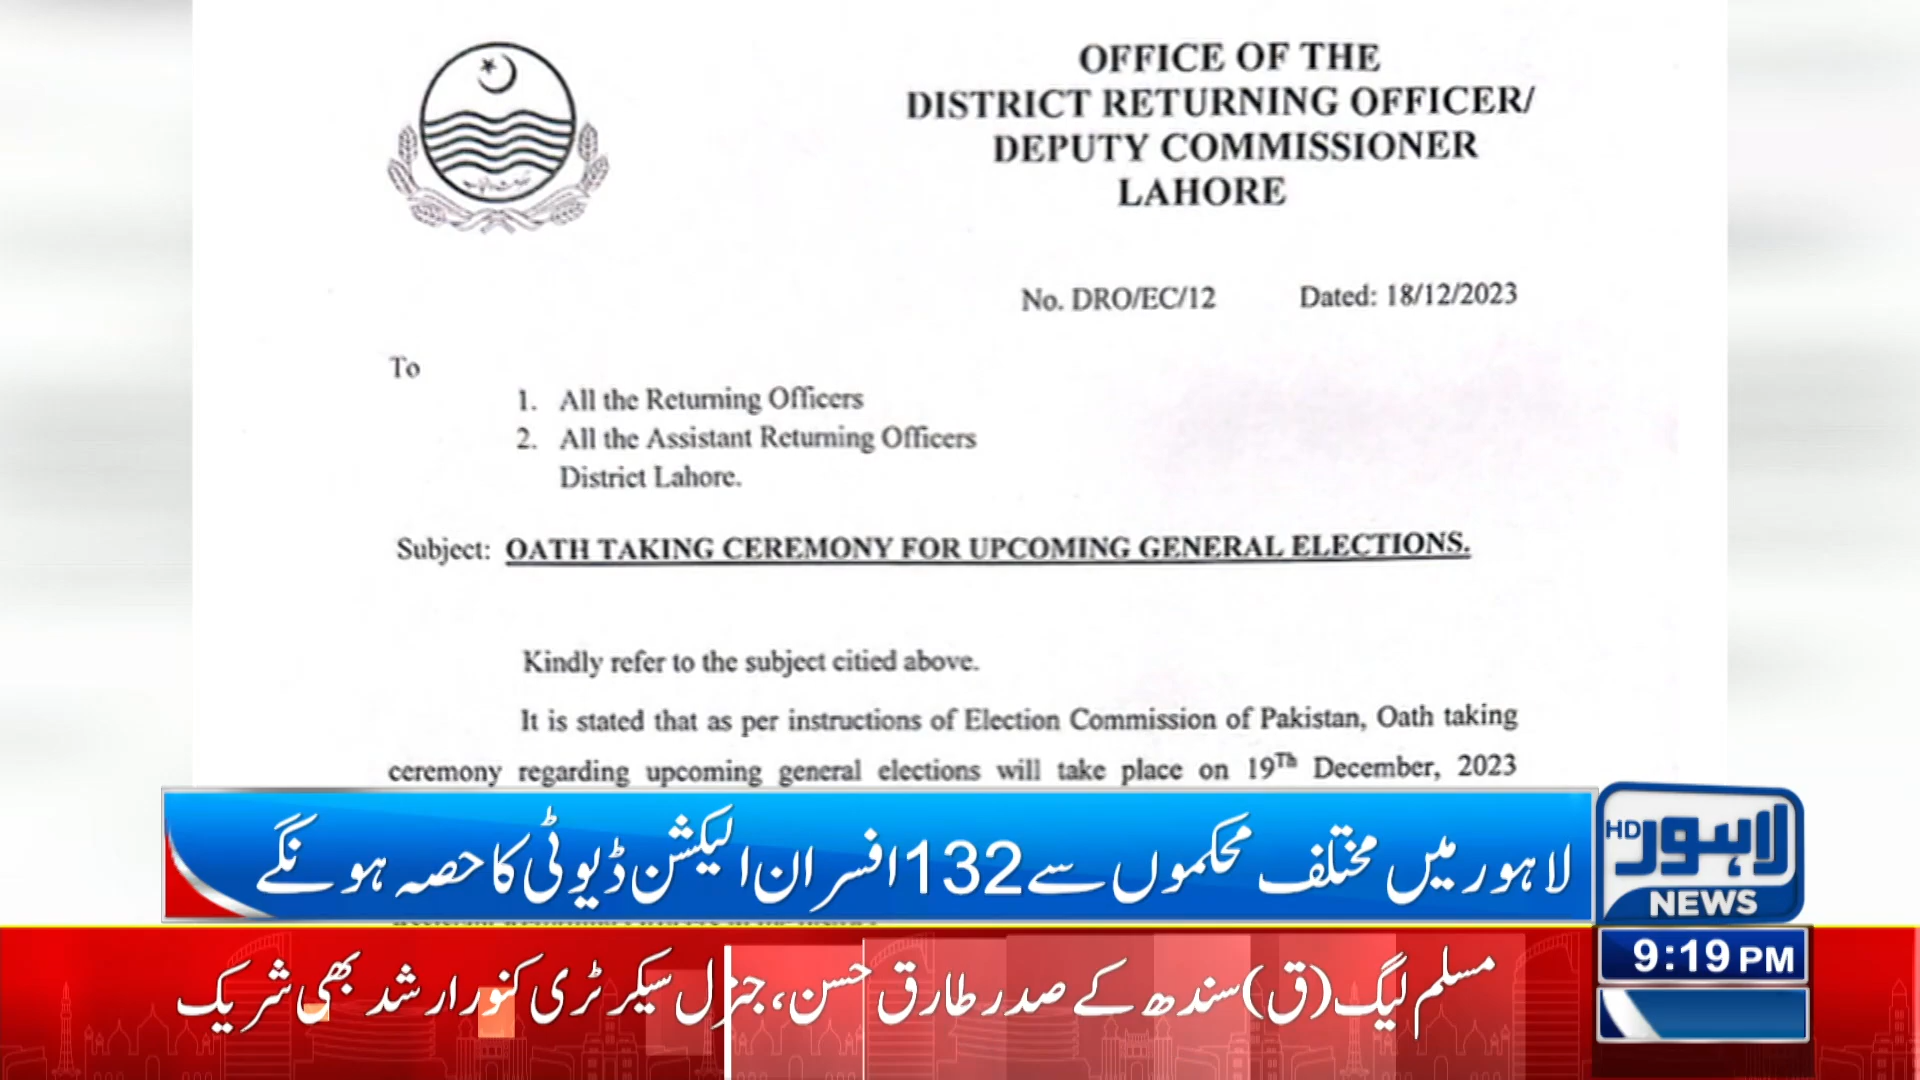 OFFICE OF THE
DISTRICT RETURNING OFFICER/
DEPUTY COMMISSIONER
LAHORE
No. DRO/EC/12 Dated: 18/12/2023
To
1. All the Returning Officers
2. All the Assistant Returning Officers
District Lahore.
Subject: OATH TAKING CEREMONY FOR UPCOMING GENERAL ELECTIONS.
Kindly refer to the subject citied above.
It is stated that as per instructions of Election Commission of Pakistan, Oath taking
ceremony regarding upcoming general elections will take place on 19Th December, 2023
لاہور میں مختلف محکموں سے 132 افسران الیکشن ڈیوٹی کا حصہ ہونگے
لاہور HD
NEWS
9:19 PM
مسلم لیگ (ق) سندھ کے صدر طارق حسن، جنرل سیکرٹری کنور ارشد بھی شریک